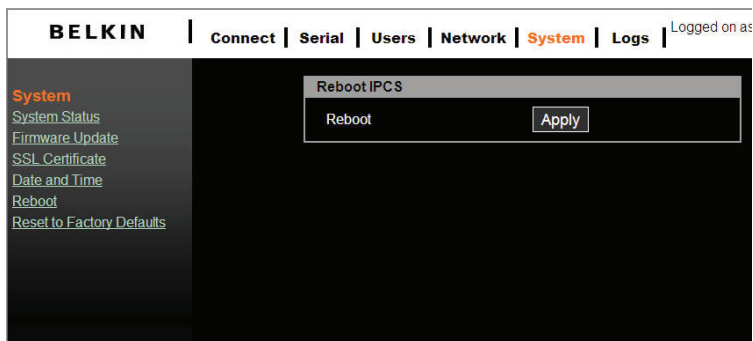 BELKIN
Connect Serial Users Network System Logs Logged on as
System
System Status
Firmware Update
SSL Certificate
Date and Time
Reboot
Reset to Factory Defaults
Reboot IPCS
Reboot Apply